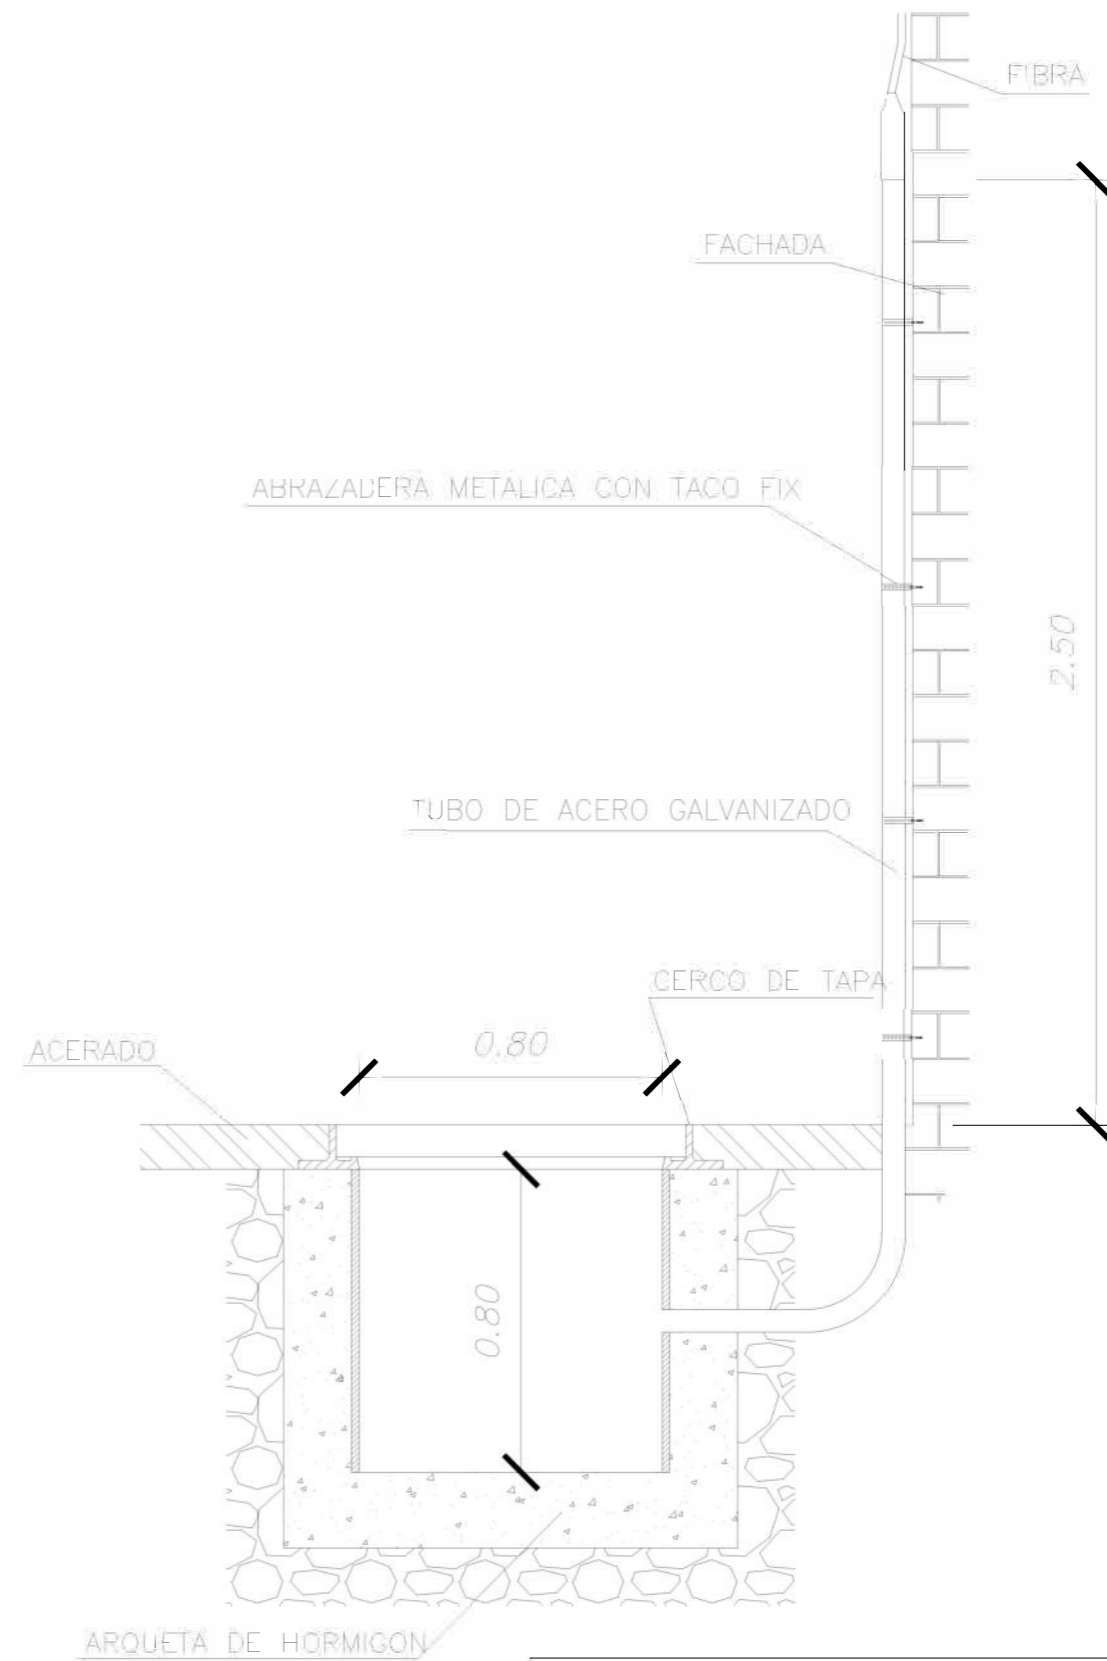 FIBRA
FACHADA
ABRAZADERA METALICA CON TACO FIX
2.50
TUBO DE ACERO GALVANIZADO
CERCO DE TAPA
0.80
ACERADO
0.80
ARQUETA DE HORMIGON